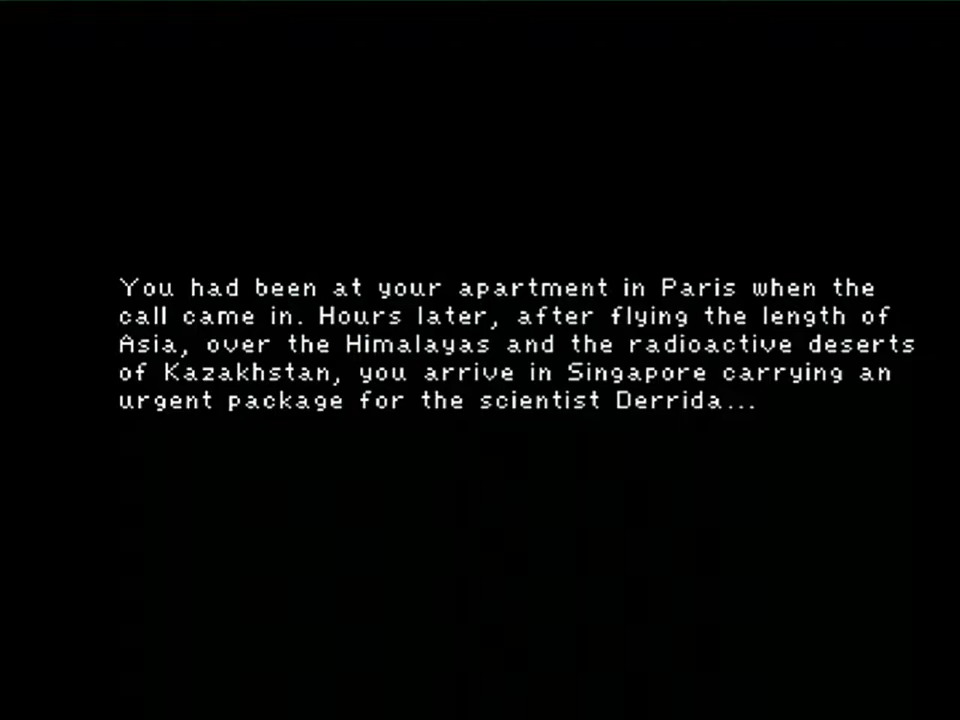 You had been at your apartment in Paris when the
call came in. Hours later, after flying the length of
Asia, over the Himalayas and the radioactive deserts
of Kazakhstan, you arrive in Singapore carrying an
urgent package for the scientist Derrida...